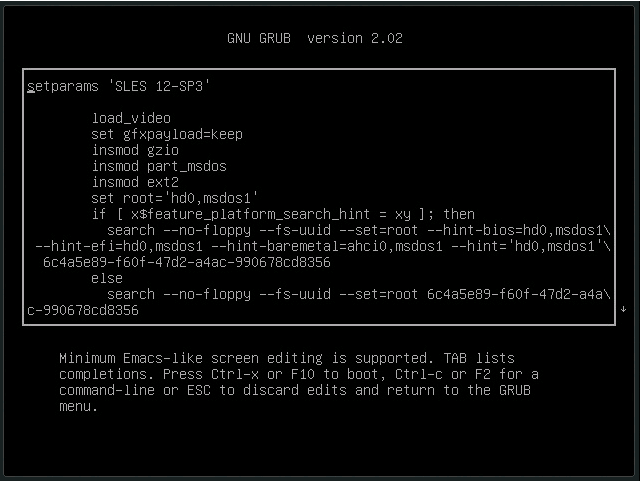 GNU GRUB  version 2.02
setparams 'SLES 12-SP3'
load_video
set gfxpayload=keep
insmod gzio
insmod part_msdos
insmod ext2
set root='hd0,msdos1'
if [ x$feature_platform_search_hint = xy ]; then
search --no-floppy --fs-uuid --set=root --hint-bios=hd0,msdos1\
--hint-efi=hd0,msdos1 --hint-baremetal=ahci0,msdos1 --hint='hd0,msdos1'\
6c4a5e89-f60f-47d2-a4ac-990678cd8356
else
search --no-floppy --fs-uuid --set=root 6c4a5e89-f60f-47d2-a4a\
c-990678cd8356
↓
Minimum Emacs-like screen editing is supported. TAB lists
completions. Press Ctrl-x or F10 to boot, Ctrl-c or F2 for a
command-line or ESC to discard edits and return to the GRUB
menu.